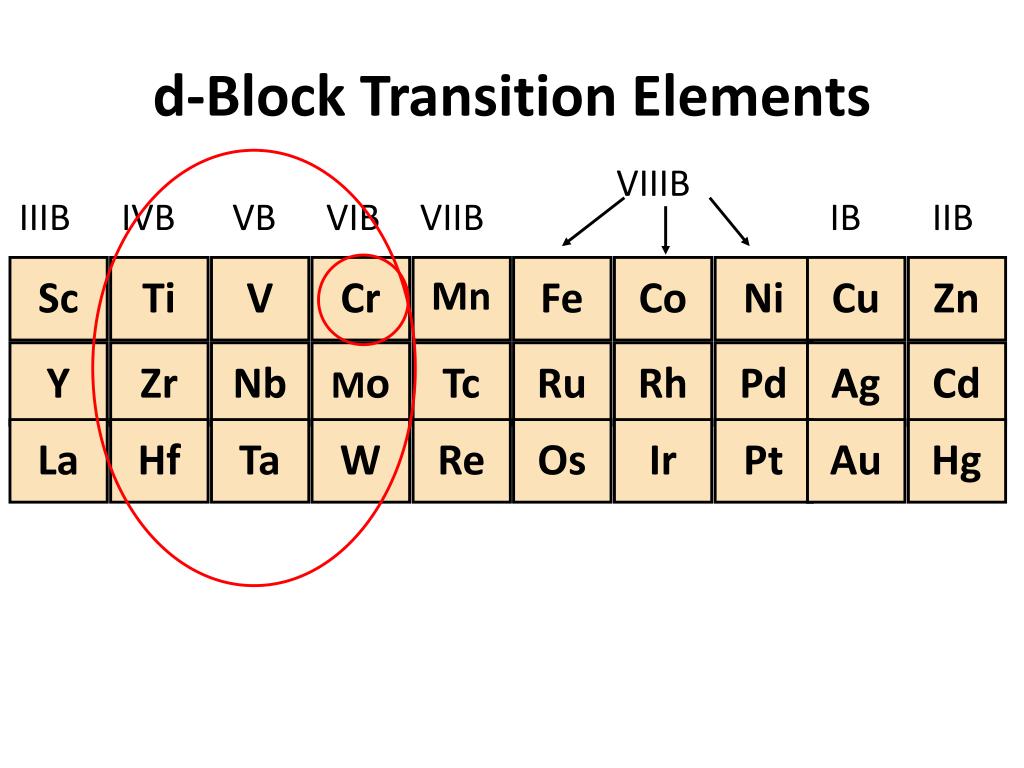 d-Block Transition Elements
VIIIB
IIIB IVB VB VIB VIIB IB IIB
Sc Ti V Cr Mn Fe Co Ni Cu Zn
Y Zr Nb Mo Tc Ru Rh Pd Ag Cd
La Hf Ta W Re Os Ir Pt Au Hg